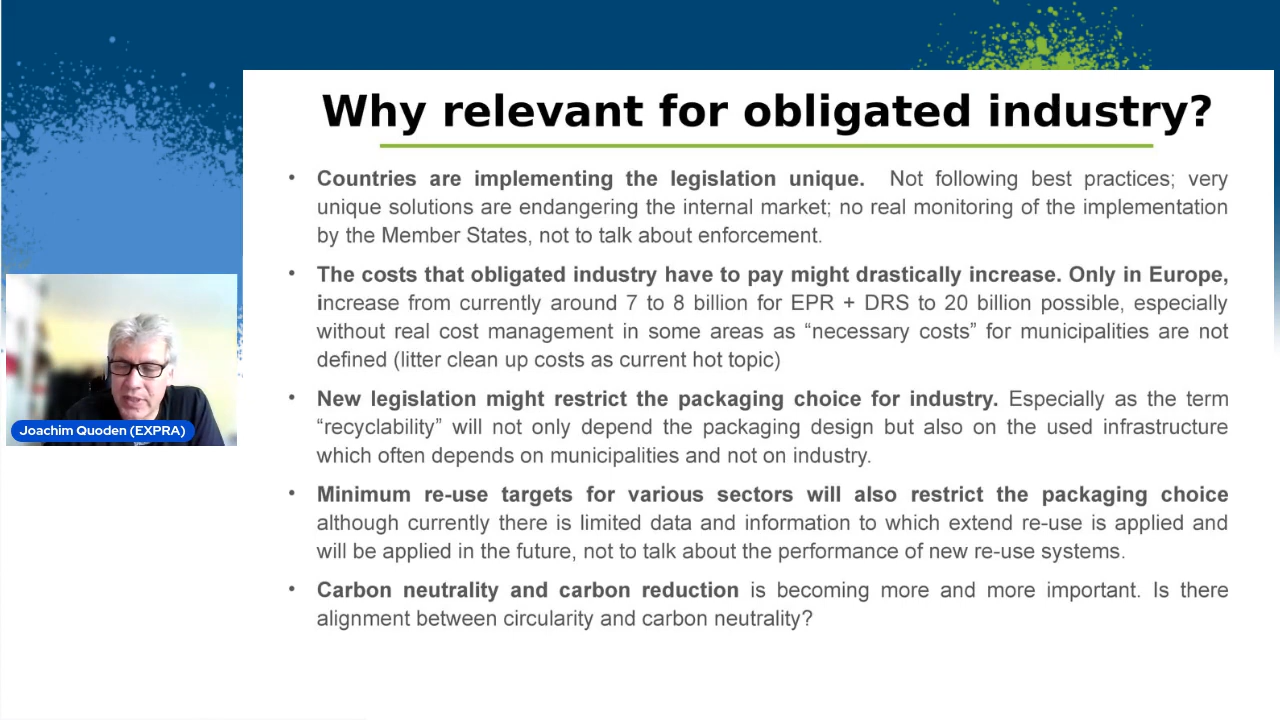 Why relevant for obligated industry?
• Countries are implementing the legislation unique. Not following best practices; very
unique solutions are endangering the internal market; no real monitoring of the implementation
by the Member States, not to talk about enforcement.
• The costs that obligated industry have to pay might drastically increase. Only in Europe,
increase from currently around 7 to 8 billion for EPR + DRS to 20 billion possible, especially
without real cost management in some areas as “necessary costs” for municipalities are not
defined (litter clean up costs as current hot topic)
• New legislation might restrict the packaging choice for industry. Especially as the term
“recyclability” will not only depend the packaging design but also on the used infrastructure
which often depends on municipalities and not on industry.
• Minimum re-use targets for various sectors will also restrict the packaging choice
although currently there is limited data and information to which extend re-use is applied and
will be applied in the future, not to talk about the performance of new re-use systems.
• Carbon neutrality and carbon reduction is becoming more and more important. Is there
alignment between circularity and carbon neutrality?
Joachim Quoden (EXPRA)